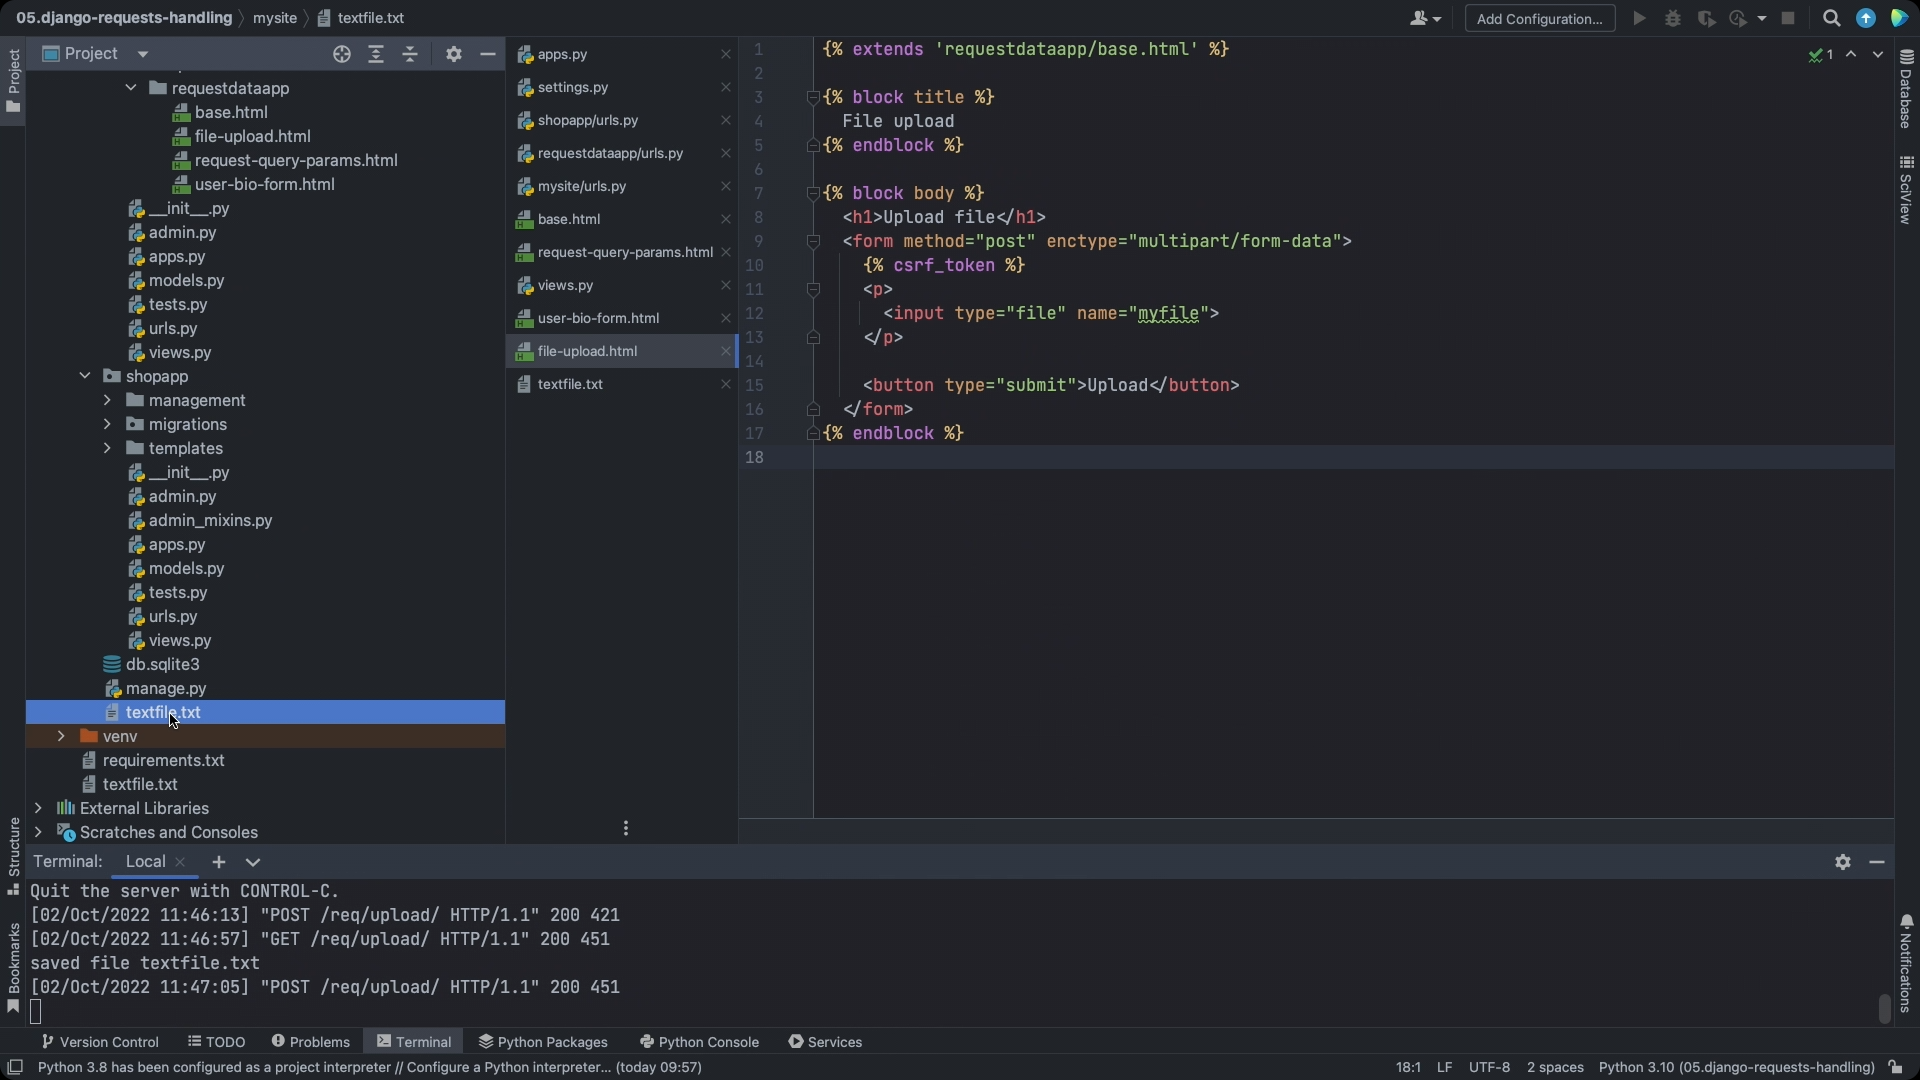 05.django-requests-handling
mysite
textfile.txt
Add Configuration...
Project
Project
requestdataapp
base.html
file-upload.html
request-query-params.html
user-bio-form.html
__init__.py
admin.py
apps.py
models.py
tests.py
urls.py
views.py
shopapp
management
migrations
templates
__init__.py
admin.py
admin_mixins.py
apps.py
models.py
tests.py
urls.py
views.py
db.sqlite3
manage.py
textfile.txt
venv
requirements.txt
textfile.txt
External Libraries
Scratches and Consoles
apps.py
settings.py
shopapp/urls.py
requestdataapp/urls.py
mysite/urls.py
base.html
request-query-params.html
views.py
user-bio-form.html
file-upload.html
textfile.txt
1 {% extends 'requestdataapp/base.html' %}
2
3 {% block title %}
4 File upload
5 {% endblock %}
6
7 {% block body %}
8 <h1>Upload file</h1>
9 <form method="post" enctype="multipart/form-data">
10 {% csrf_token %}
11 <p>
12 <input type="file" name="myfile">
13 </p>
14
15 <button type="submit">Upload</button>
16 </form>
17 {% endblock %}
18
1
Database
SciView
Notifications
Structure
Bookmarks
Terminal: Local
Quit the server with CONTROL-C.
[02/Oct/2022 11:46:13] "POST /req/upload/ HTTP/1.1" 200 421
[02/Oct/2022 11:46:57] "GET /req/upload/ HTTP/1.1" 200 451
saved file textfile.txt
[02/Oct/2022 11:47:05] "POST /req/upload/ HTTP/1.1" 200 451
Version Control TODO Problems Terminal Python Packages Python Console Services
Python 3.8 has been configured as a project interpreter // Configure a Python interpreter... (today 09:57) 18:1 LF UTF-8 2 spaces Python 3.10 (05.django-requests-handling)